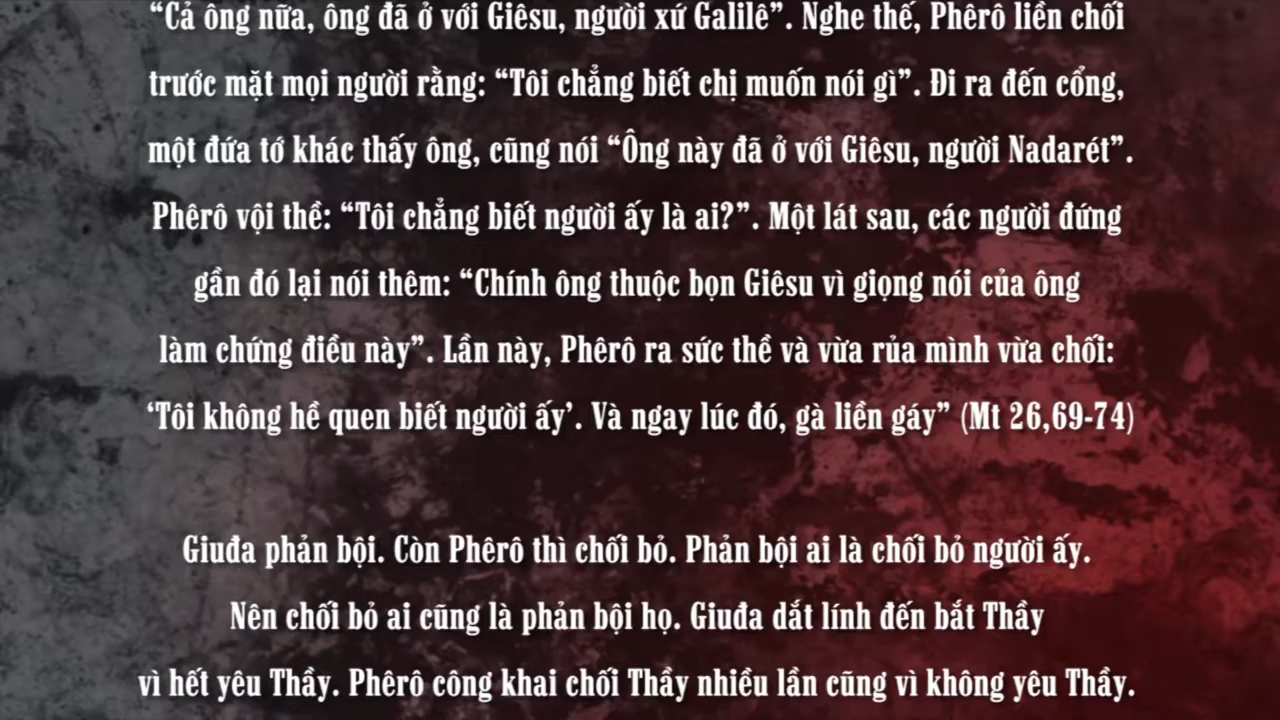 “Cả ông nữa, ông đã ở với Giêsu, người xứ Galilê”. Nghe thế, Phêrô liền chối
trước mặt mọi người rằng: “Tôi chẳng biết chị muốn nói gì”. Đi ra đến cổng,
một đứa tớ khác thấy ông, cũng nói “Ông này đã ở với Giêsu, người Nadarét”.
Phêrô vội thề: “Tôi chẳng biết người ấy là ai?”. Một lát sau, các người đứng
gần đó lại nói thêm: “Chính ông thuộc bọn Giêsu vì giọng nói của ông
làm chứng điều này”. Lần này, Phêrô ra sức thề và vừa rủa mình vừa chối:
‘Tôi không hề quen biết người ấy’. Và ngay lúc đó, gà liền gáy” (Mt 26,69-74)
Giuđa phản bội. Còn Phêrô thì chối bỏ. Phản bội ai là chối bỏ người ấy.
Nên chối bỏ ai cũng là phản bội họ. Giuđa dắt lính đến bắt Thầy
vì hết yêu Thầy. Phêrô công khai chối Thầy nhiều lần cũng vì không yêu Thầy.